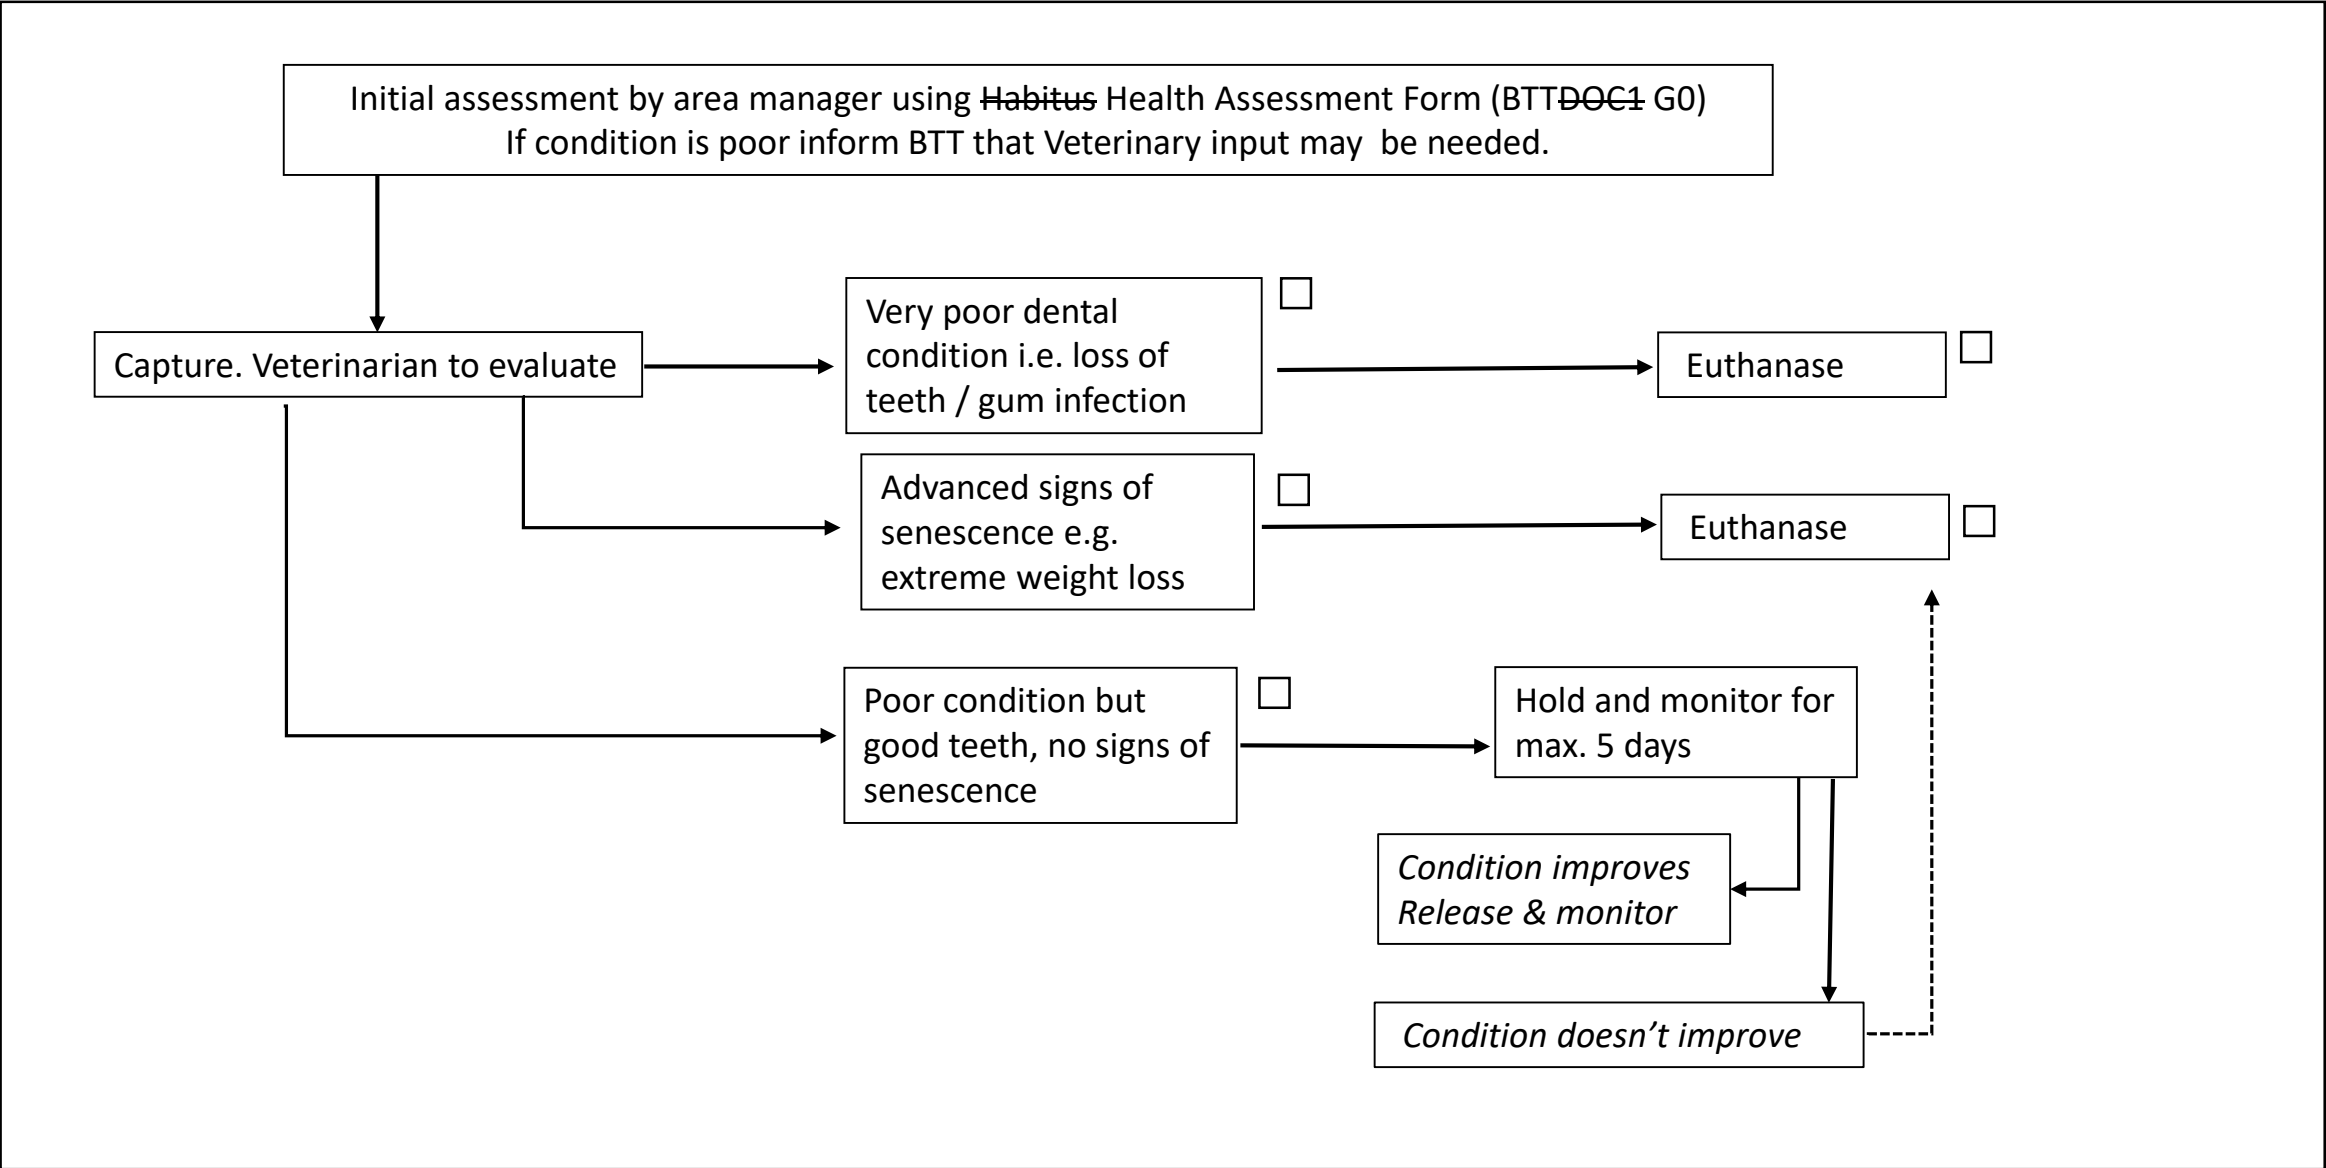 Initial assessment by area manager using Habitus Health Assessment Form (BTTDOC1 G0)
If condition is poor inform BTT that Veterinary input may  be needed.
Capture. Veterinarian to evaluate
Very poor dental
condition i.e. loss of
teeth / gum infection
Euthanase
Advanced signs of
senescence e.g.
extreme weight loss
Euthanase
Poor condition but
good teeth, no signs of
senescence
Hold and monitor for
max. 5 days
Condition improves
Release & monitor
Condition doesn’t improve